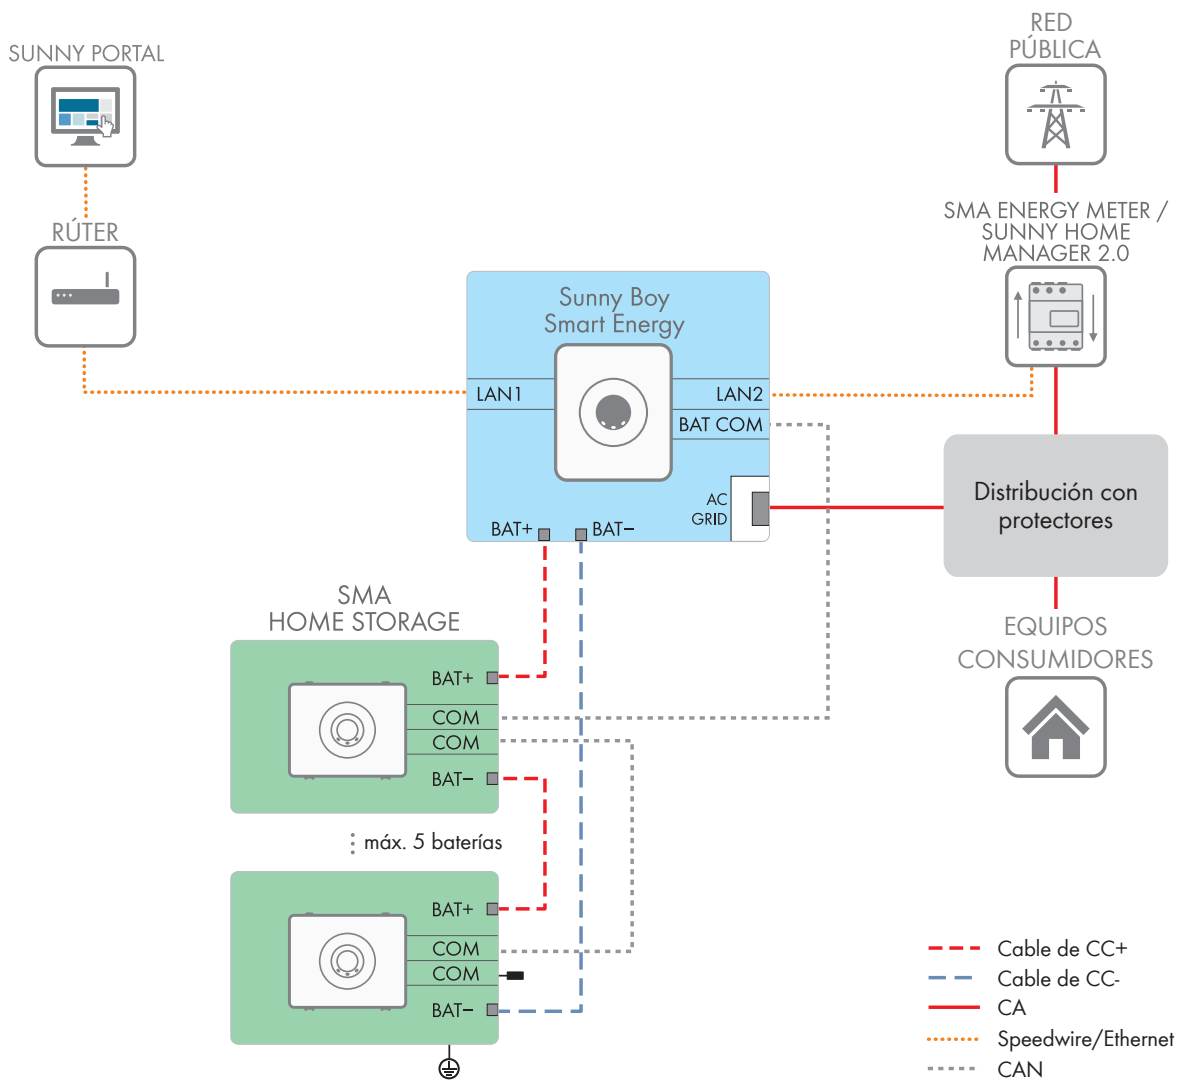 SUNNY PORTAL
RÚTER
RED
PÚBLICA
SMA ENERGY METER /
SUNNY HOME
MANAGER 2.0
Sunny Boy
Smart Energy
LAN1
LAN2
BAT COM
AC
GRID
BAT+
BAT−
Distribución con
protectores
EQUIPOS
CONSUMIDORES
SMA
HOME STORAGE
BAT+
COM
COM
BAT−
máx. 5 baterías
BAT+
COM
COM
BAT−
Cable de CC+
Cable de CC-
CA
Speedwire/Ethernet
CAN